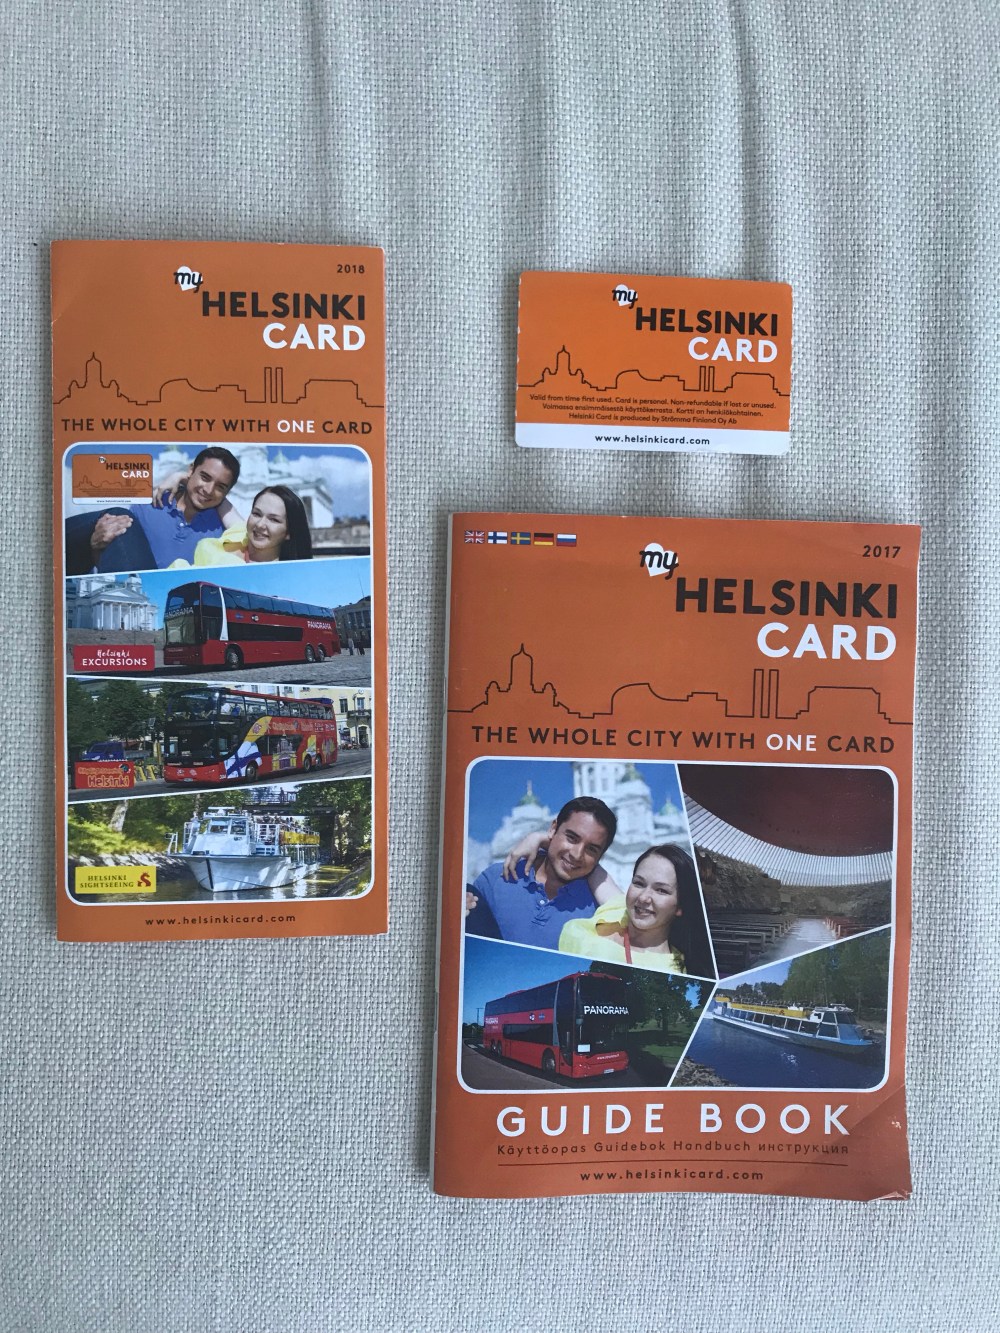 2018
my
HELSINKI
CARD
THE WHOLE CITY WITH ONE CARD
my
HELSINKI
CARD
PANORAMA
PANORAMA
Helsinki
EXCURSIONS
Helsinki
HELSINKI
SIGHTSEEING
www.helsinkicard.com
my
HELSINKI
CARD
Valid from time first used. Card is personal. Non-refundable if lost or unused.
Voimassa ensimmäisestä käyttökerrasta. Kortti on henkilökohtainen.
Helsinki Card is produced by Strömma Finland Oy Ab
www.helsinkicard.com
2017
my
HELSINKI
CARD
THE WHOLE CITY WITH ONE CARD
PANORAMA
PANORAMA
GUIDE BOOK
Käyttöopas Guidebok Handbuch инструкция
www.helsinkicard.com